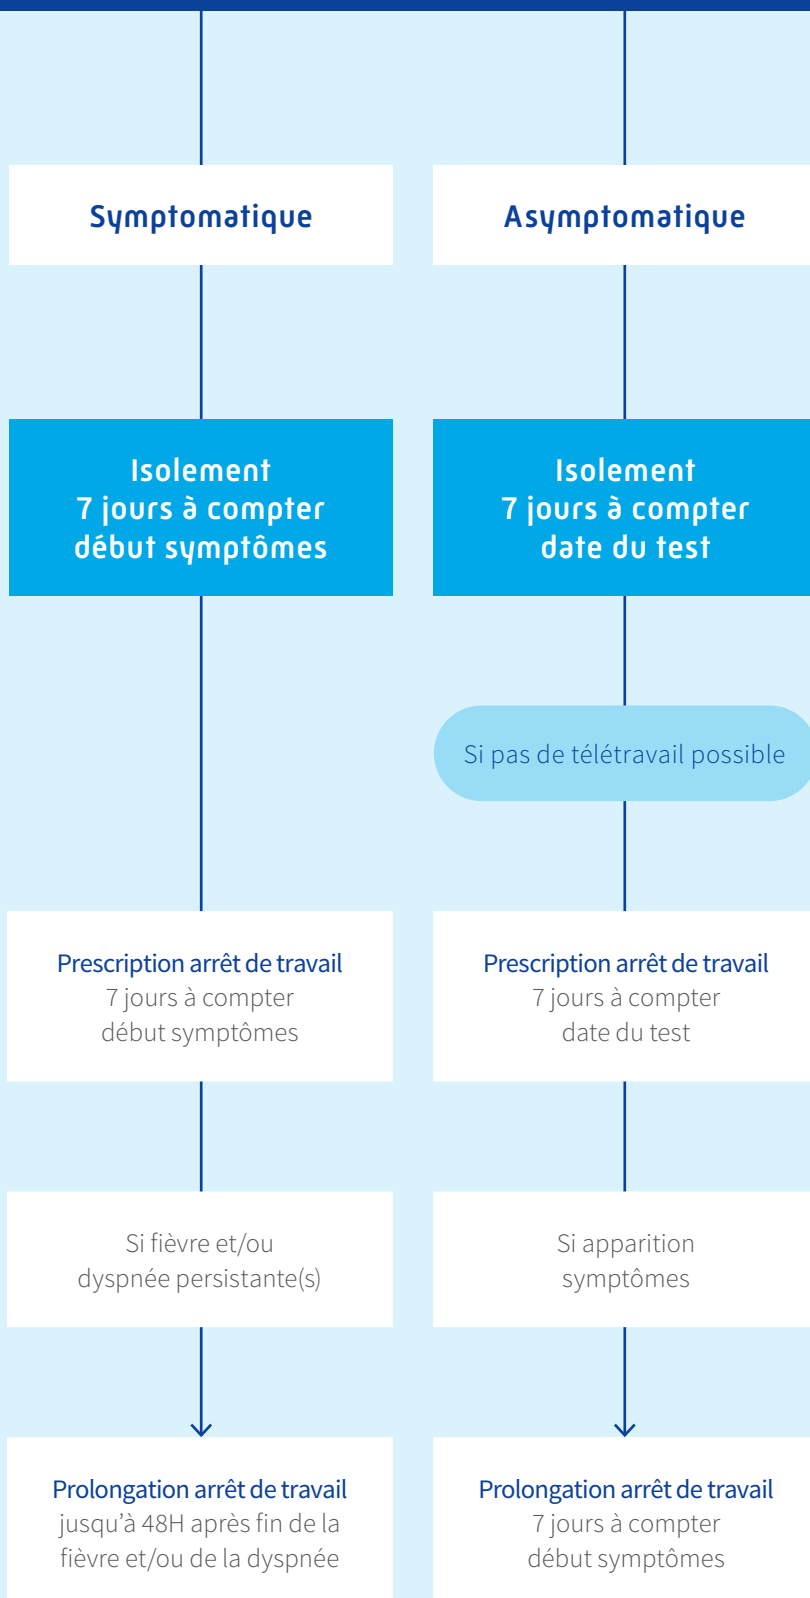 Symptomatique
Asymptomatique
Isolement
7 jours à compter
début symptômes
Isolement
7 jours à compter
date du test
Si pas de télétravail possible
Prescription arrêt de travail
7 jours à compter
début symptômes
Prescription arrêt de travail
7 jours à compter
date du test
Si fièvre et/ou
dyspnée persistante(s)
Si apparition
symptômes
Prolongation arrêt de travail
jusqu'à 48H après fin de la
fièvre et/ou de la dyspnée
Prolongation arrêt de travail
7 jours à compter
début symptômes